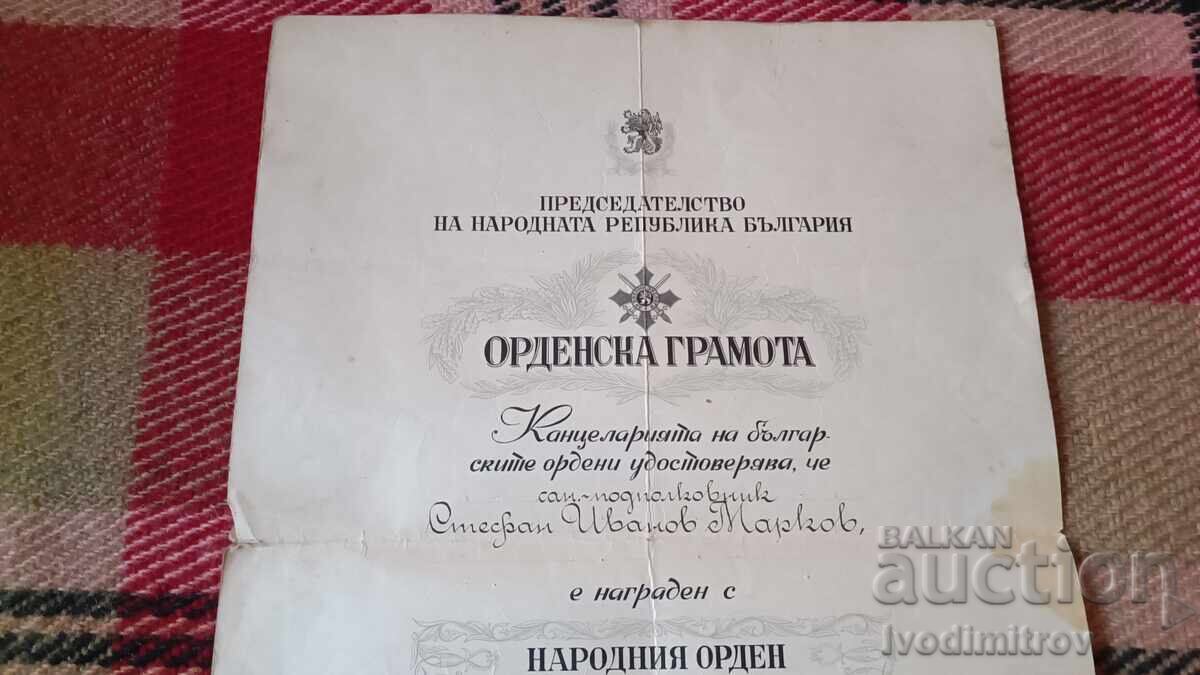 ПРЕДСЕДАТЕЛСТВО
НА НАРОДНАТА РЕПУБЛИКА БЪЛГАРИЯ
ОРДЕНСКА ГРАМОТА
Канцеларията на българ-
ските ордени удостоверява, че
сан.-подполковник
Стефан Иванов Марков,
е награден с
НАРОДНИЯ ОРДЕН
BALKAN
auction
Ivodimitrov